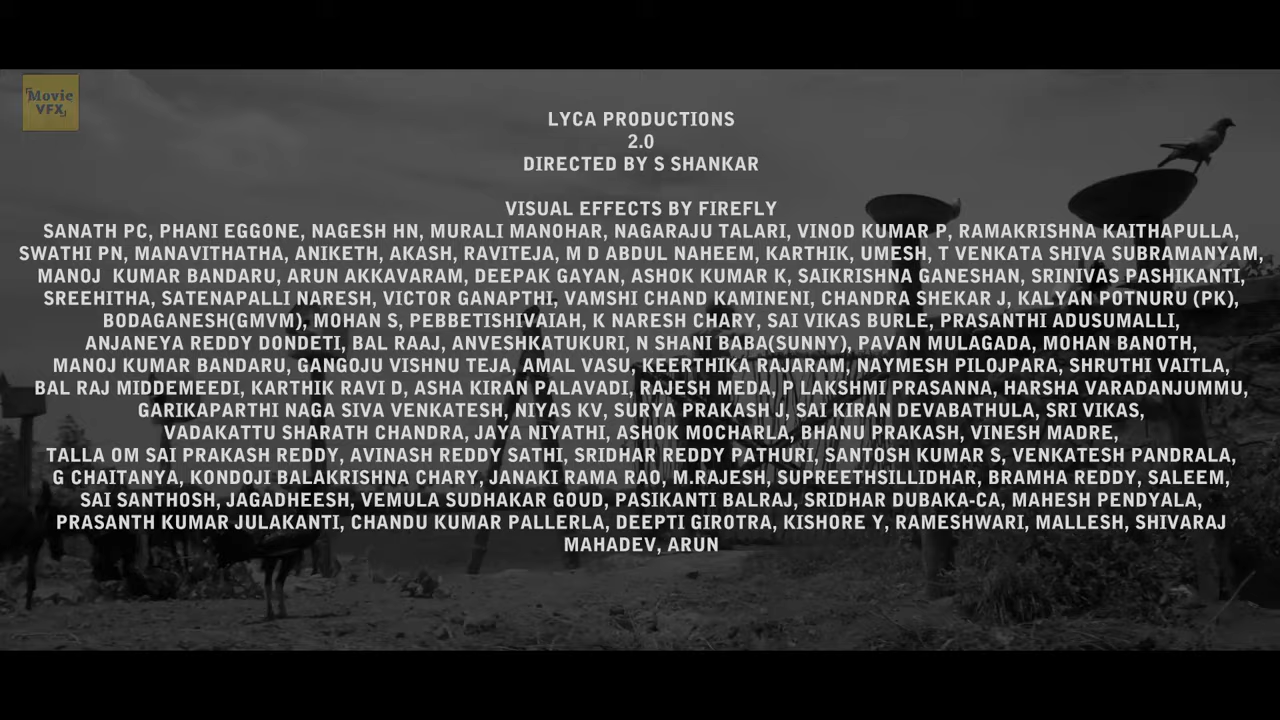 Movie
VFX
LYCA PRODUCTIONS
2.0
DIRECTED BY S SHANKAR
VISUAL EFFECTS BY FIREFLY
SANATH PC, PHANI EGGONE, NAGESH HN, MURALI MANOHAR, NAGARAJU TALARI, VINOD KUMAR P, RAMAKRISHNA KAITHAPULLA,
SWATHI PN, MANAVITHATHA, ANIKETH, AKASH, RAVITEJA, M D ABDUL NAHEEM, KARTHIK, UMESH, T VENKATA SHIVA SUBRAMANYAM,
MANOJ  KUMAR BANDARU, ARUN AKKAVARAM, DEEPAK GAYAN, ASHOK KUMAR K, SAIKRISHNA GANESHAN, SRINIVAS PASHIKANTI,
SREEHITHA, SATENAPALLI NARESH, VICTOR GANAPTHI, VAMSHI CHAND KAMINENI, CHANDRA SHEKAR J, KALYAN POTNURU (PK),
BODAGANESH(GMVM), MOHAN S, PEBBETISHIVAIAH, K NARESH CHARY, SAI VIKAS BURLE, PRASANTHI ADUSUMALLI,
ANJANEYA REDDY DONDETI, BAL RAAJ, ANVESHKATUKURI, N SHANI BABA(SUNNY), PAVAN MULAGADA, MOHAN BANOTH,
MANOJ KUMAR BANDARU, GANGOJU VISHNU TEJA, AMAL VASU, KEERTHIKA RAJARAM, NAYMESH PILOJPARA, SHRUTHI VAITLA,
BAL RAJ MIDDEMEEDI, KARTHIK RAVI D, ASHA KIRAN PALAVADI, RAJESH MEDA, P LAKSHMI PRASANNA, HARSHA VARADANJUMMU,
GARIKAPARTHI NAGA SIVA VENKATESH, NIYAS KV, SURYA PRAKASH J, SAI KIRAN DEVABATHULA, SRI VIKAS,
VADAKATTU SHARATH CHANDRA, JAYA NIYATHI, ASHOK MOCHARLA, BHANU PRAKASH, VINESH MADRE,
TALLA OM SAI PRAKASH REDDY, AVINASH REDDY SATHI, SRIDHAR REDDY PATHURI, SANTOSH KUMAR S, VENKATESH PANDRALA,
G CHAITANYA, KONDOJI BALAKRISHNA CHARY, JANAKI RAMA RAO, M.RAJESH, SUPREETHSILLIDHAR, BRAMHA REDDY, SALEEM,
SAI SANTHOSH, JAGADHEESH, VEMULA SUDHAKAR GOUD, PASIKANTI BALRAJ, SRIDHAR DUBAKA-CA, MAHESH PENDYALA,
PRASANTH KUMAR JULAKANTI, CHANDU KUMAR PALLERLA, DEEPTI GIROTRA, KISHORE Y, RAMESHWARI, MALLESH, SHIVARAJ
MAHADEV, ARUN